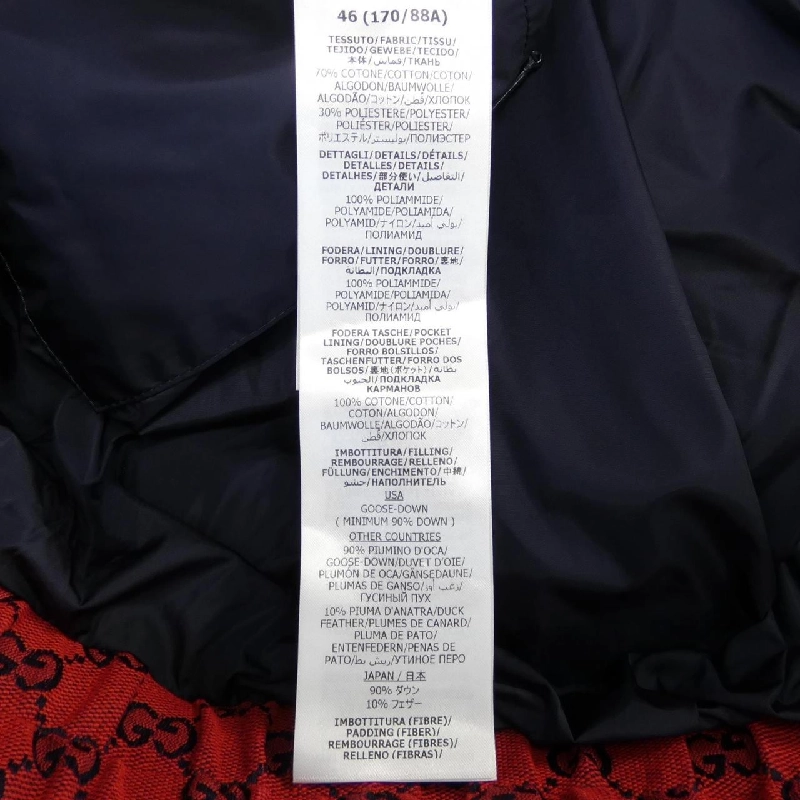 46 (170/88A)
TESSUTO/FABRIC/TISSU/
TEJIDO/GEWEBE/TECIDO/
本体/قماش/ТКАНЬ
70% COTONE/COTTON/COTON/
ALGODON/BAUMWOLLE/
ALGODÃO/コットン/قطن/ХЛОПОК
30% POLIESTERE/POLYESTER/
POLIÉSTER/POLIESTER/
ポリエステル/بوليستر/ПОЛИЭСТЕР
DETTAGLI/DETAILS/DÉTAILS/
DETALLES/DETAILS/
DETALHES/部分使い/التفاصيل/
ДЕТАЛИ
100% POLIAMMIDE/
POLYAMIDE/POLIAMIDA/
POLYAMID/ナイロン/بولي أميد/
ПОЛИАМИД
FODERA/LINING/DOUBLURE/
FORRO/FUTTER/FORRO/裏地/
البطانة/ПОДКЛАДКА
100% POLIAMMIDE/
POLYAMIDE/POLIAMIDA/
POLYAMID/ナイロン/بولي أميد/
ПОЛИАМИД
FODERA TASCHE/POCKET
LINING/DOUBLURE POCHES/
FORRO BOLSILLOS/
TASCHENFUTTER/FORRO DOS
BOLSOS/裏地(ポケット)/بطانة
الجيوب/ПОДКЛАДКА
КАРМАНОВ
100% COTONE/COTTON/
COTON/ALGODON/
BAUMWOLLE/ALGODÃO/コットン/
قطن/ХЛОПОК
IMBOTTITURA/FILLING/
REMBOURRAGE/RELLENO/
FÜLLUNG/ENCHIMENTO/中綿/
حشو/НАПОЛНИТЕЛЬ
USA
GOOSE-DOWN
( MINIMUM 90% DOWN )
OTHER COUNTRIES
90% PIUMINO D'OCA/
GOOSE-DOWN/DUVET D'OIE/
PLUMÓN DE OCA/GÄNSEDAUNE/
PLUMAS DE GANSO/زغب أوز/
ГУСИНЫЙ ПУХ
10% PIUMA D'ANATRA/DUCK
FEATHER/PLUMES DE CANARD/
PLUMA DE PATO/
ENTENFEDERN/PENAS DE
PATO/ريش بط/УТИНОЕ ПЕРО
JAPAN / 日本
90% ダウン
10% フェザー
IMBOTTITURA (FIBRE)/
PADDING (FIBER)/
REMBOURRAGE (FIBRES)/
RELLENO (FIBRAS)/